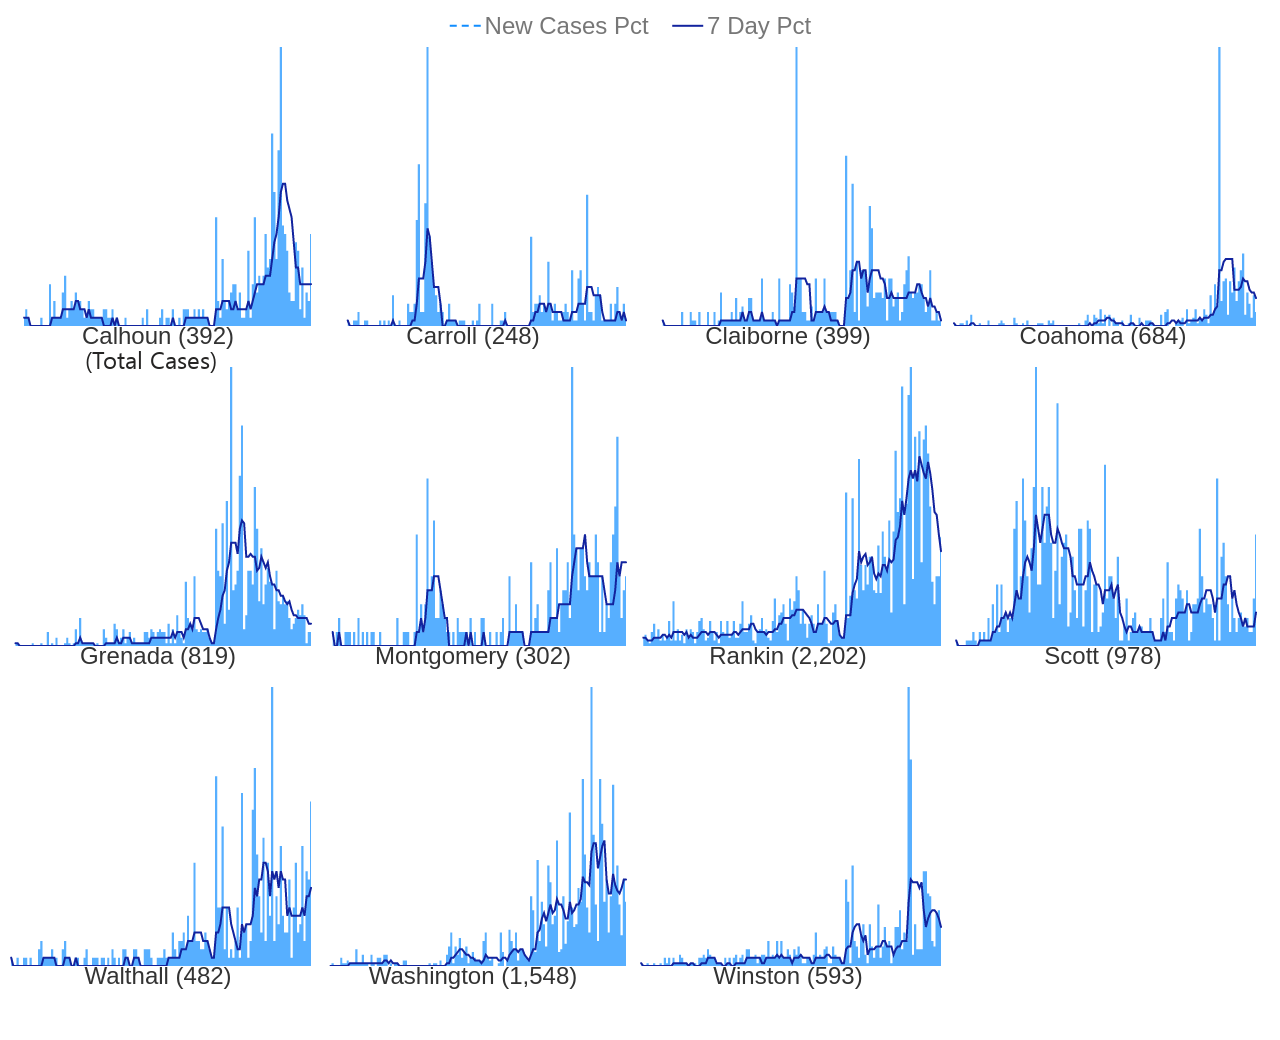 New Cases Pct 7 Day Pct
Calhoun (392) Carroll (248) Claiborne (399) Coahoma (684)
(Total Cases)
Grenada (819) Montgomery (302) Rankin (2,202) Scott (978)
Walthall (482) Washington (1,548) Winston (593)